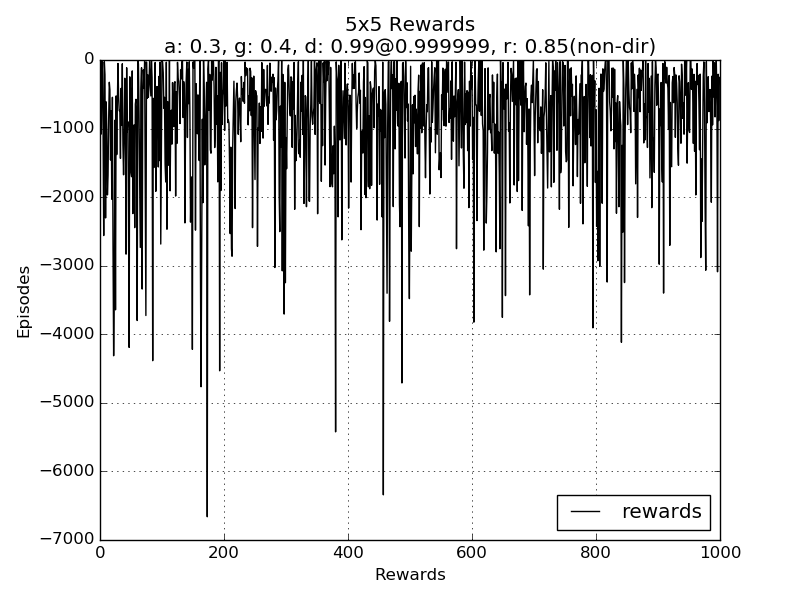 5x5 Rewards
a: 0.3, g: 0.4, d: 0.99@0.999999, r: 0.85(non-dir)
0
−1000
−2000
−3000
−4000
−5000
−6000
−7000
Episodes
rewards
0 200 400 600 800 1000
Rewards